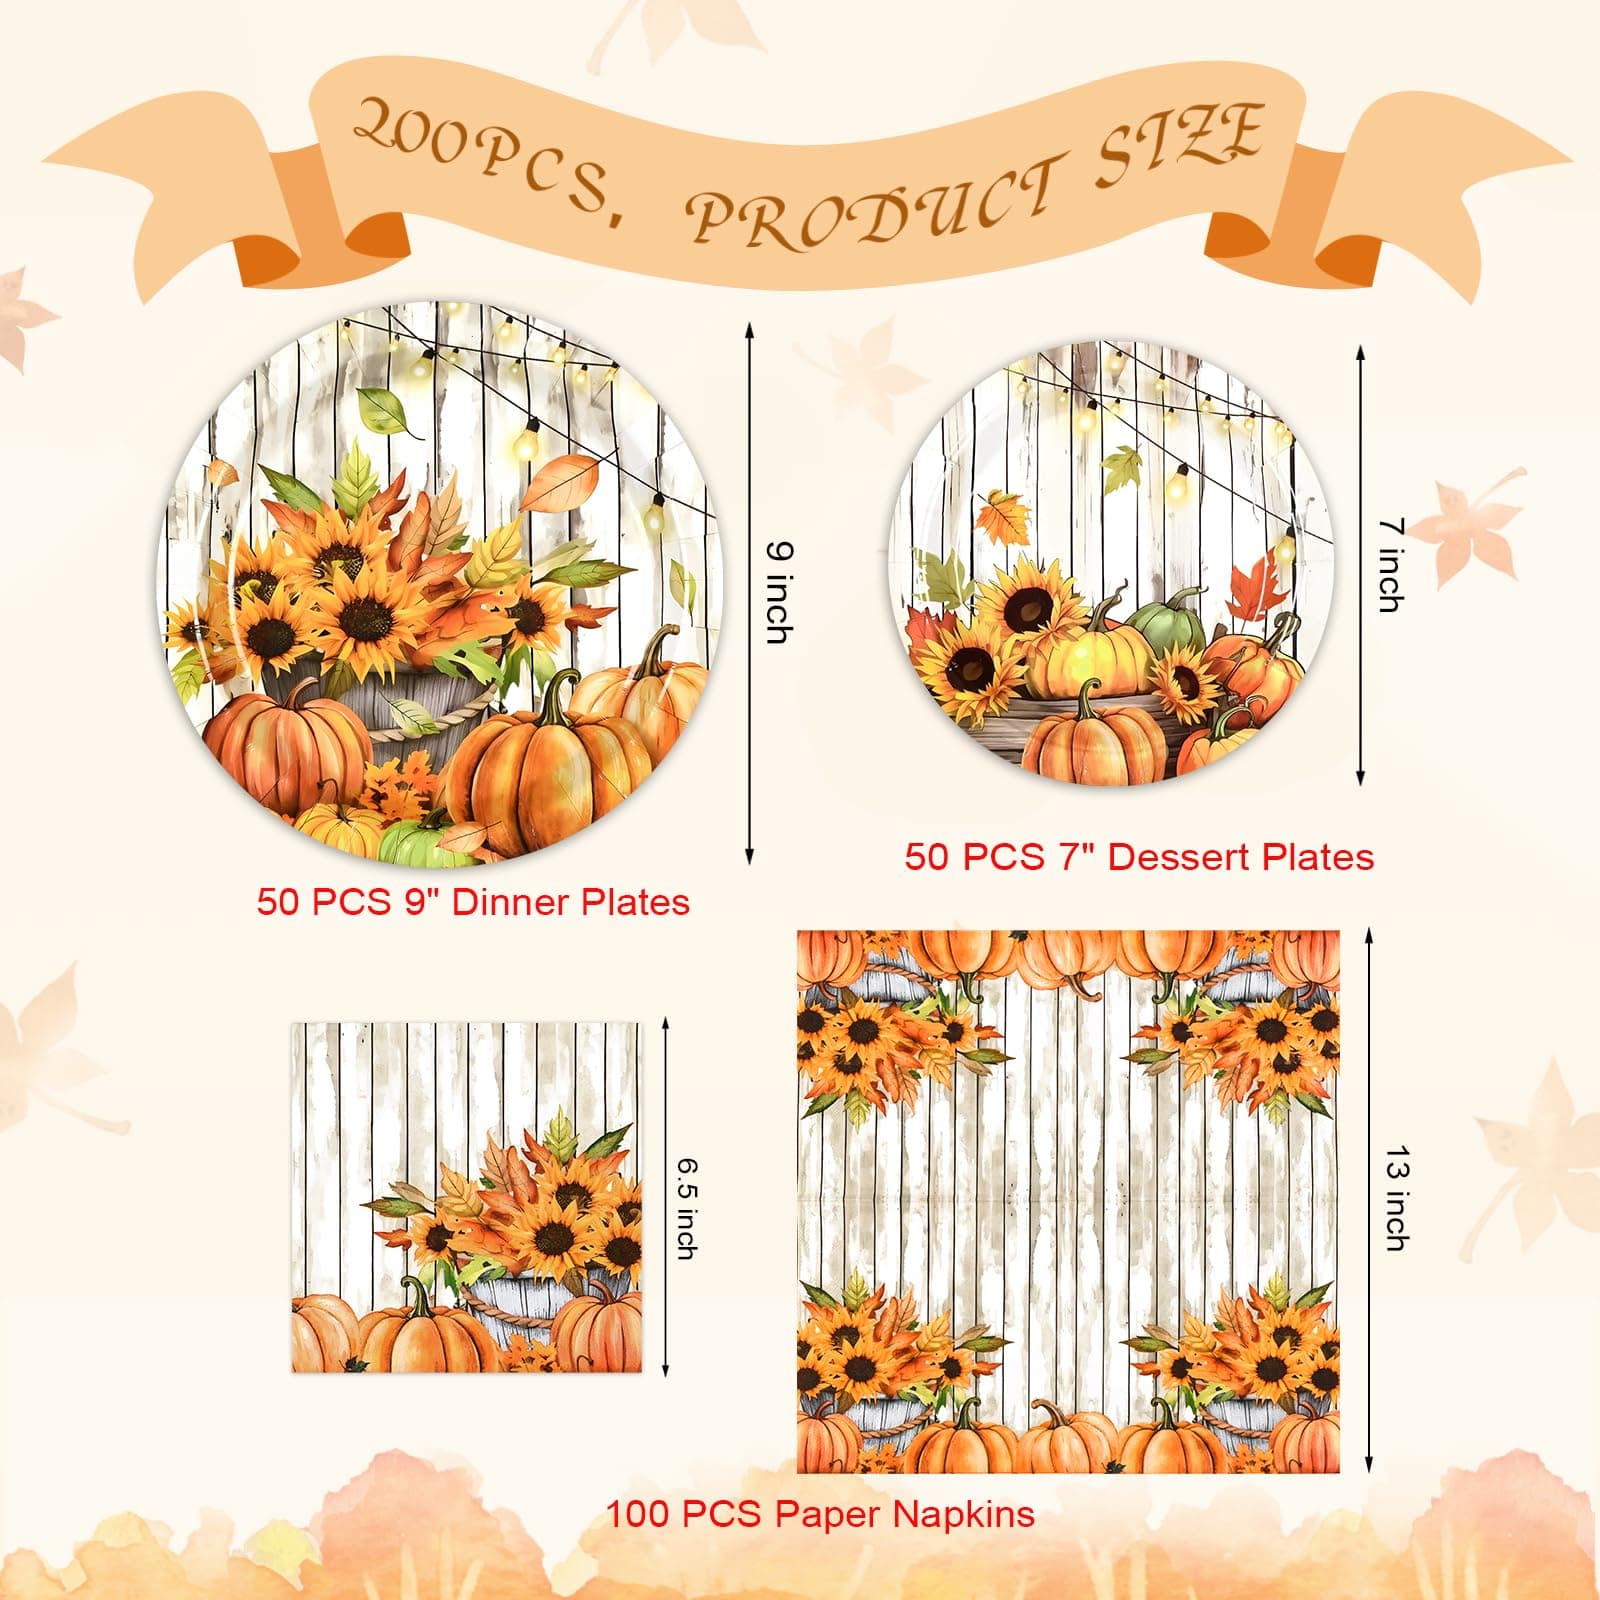 200PCS, PRODUCT SIZE
9 inch
7 inch
50 PCS 9" Dinner Plates
50 PCS 7" Dessert Plates
6.5 inch
13 inch
100 PCS Paper Napkins